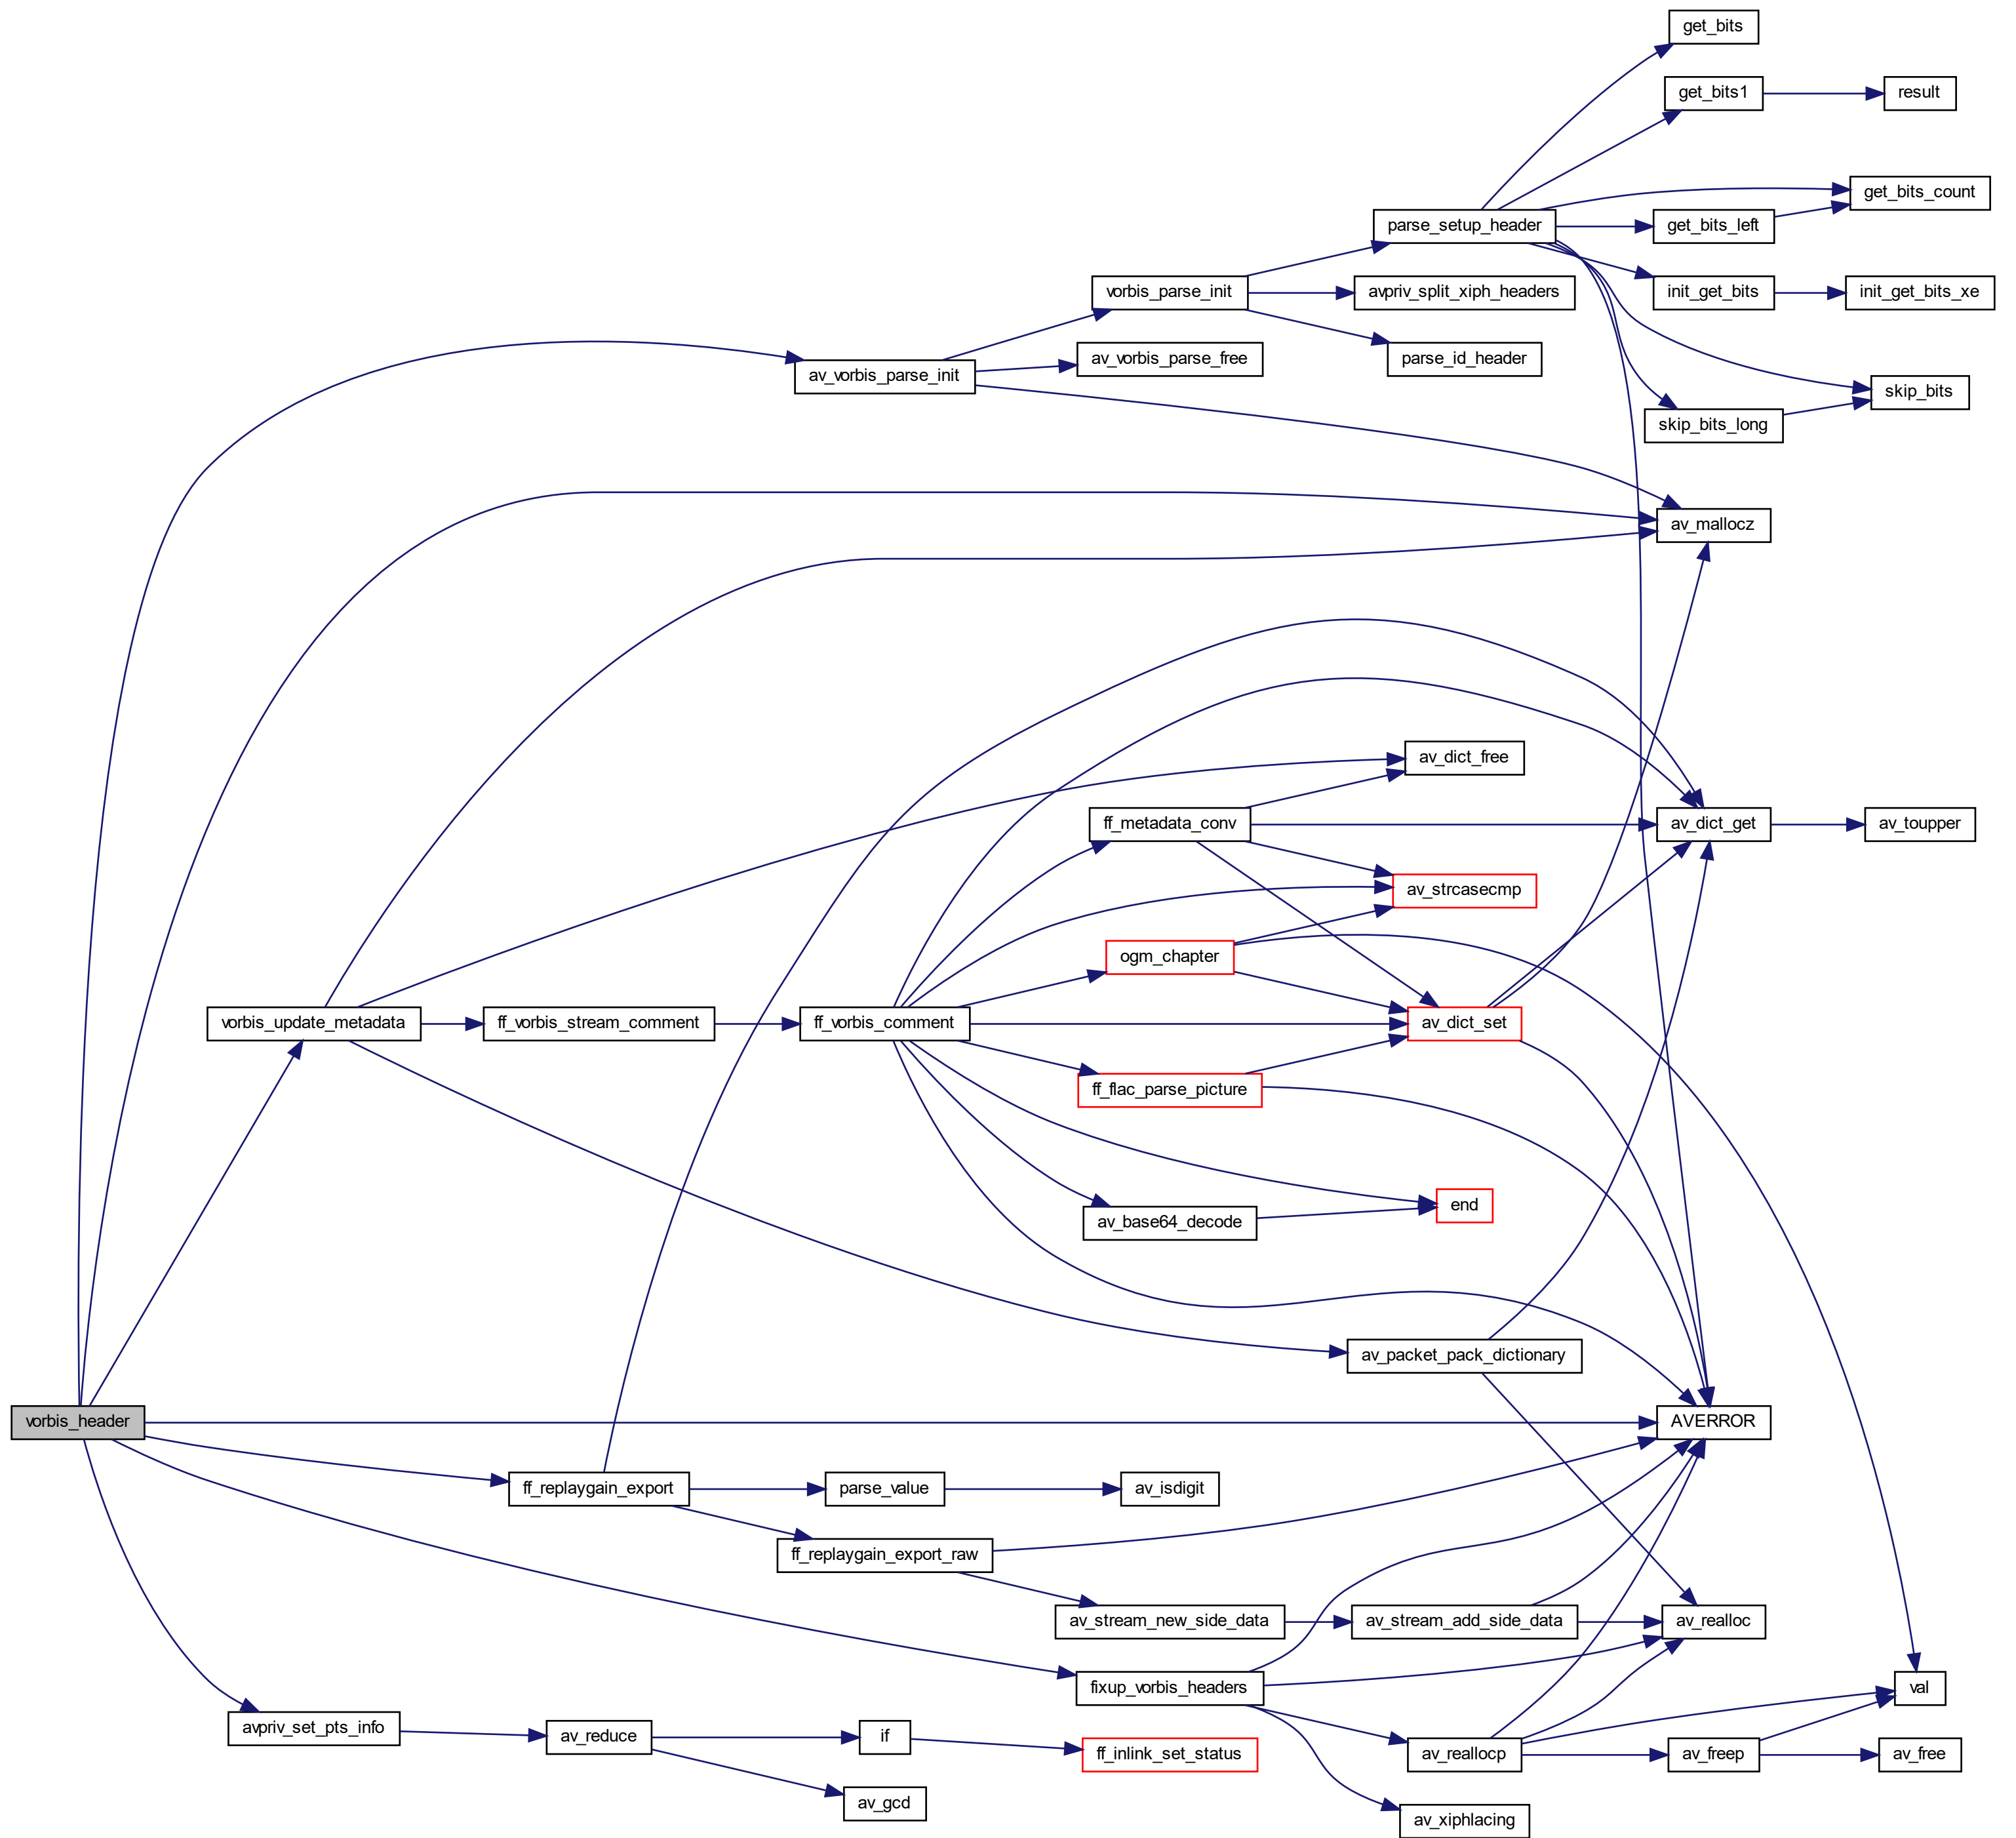 get_bits
get_bits1
result
get_bits_count
parse_setup_header
get_bits_left
vorbis_parse_init
avpriv_split_xiph_headers
init_get_bits
init_get_bits_xe
av_vorbis_parse_free
parse_id_header
av_vorbis_parse_init
skip_bits
skip_bits_long
av_mallocz
av_dict_free
ff_metadata_conv
av_dict_get
av_toupper
av_strcasecmp
ogm_chapter
vorbis_update_metadata
ff_vorbis_stream_comment
ff_vorbis_comment
av_dict_set
ff_flac_parse_picture
end
av_base64_decode
av_packet_pack_dictionary
vorbis_header
AVERROR
ff_replaygain_export
parse_value
av_isdigit
ff_replaygain_export_raw
av_stream_new_side_data
av_stream_add_side_data
av_realloc
fixup_vorbis_headers
val
avpriv_set_pts_info
av_reduce
if
ff_inlink_set_status
av_reallocp
av_freep
av_free
av_gcd
av_xiphlacing